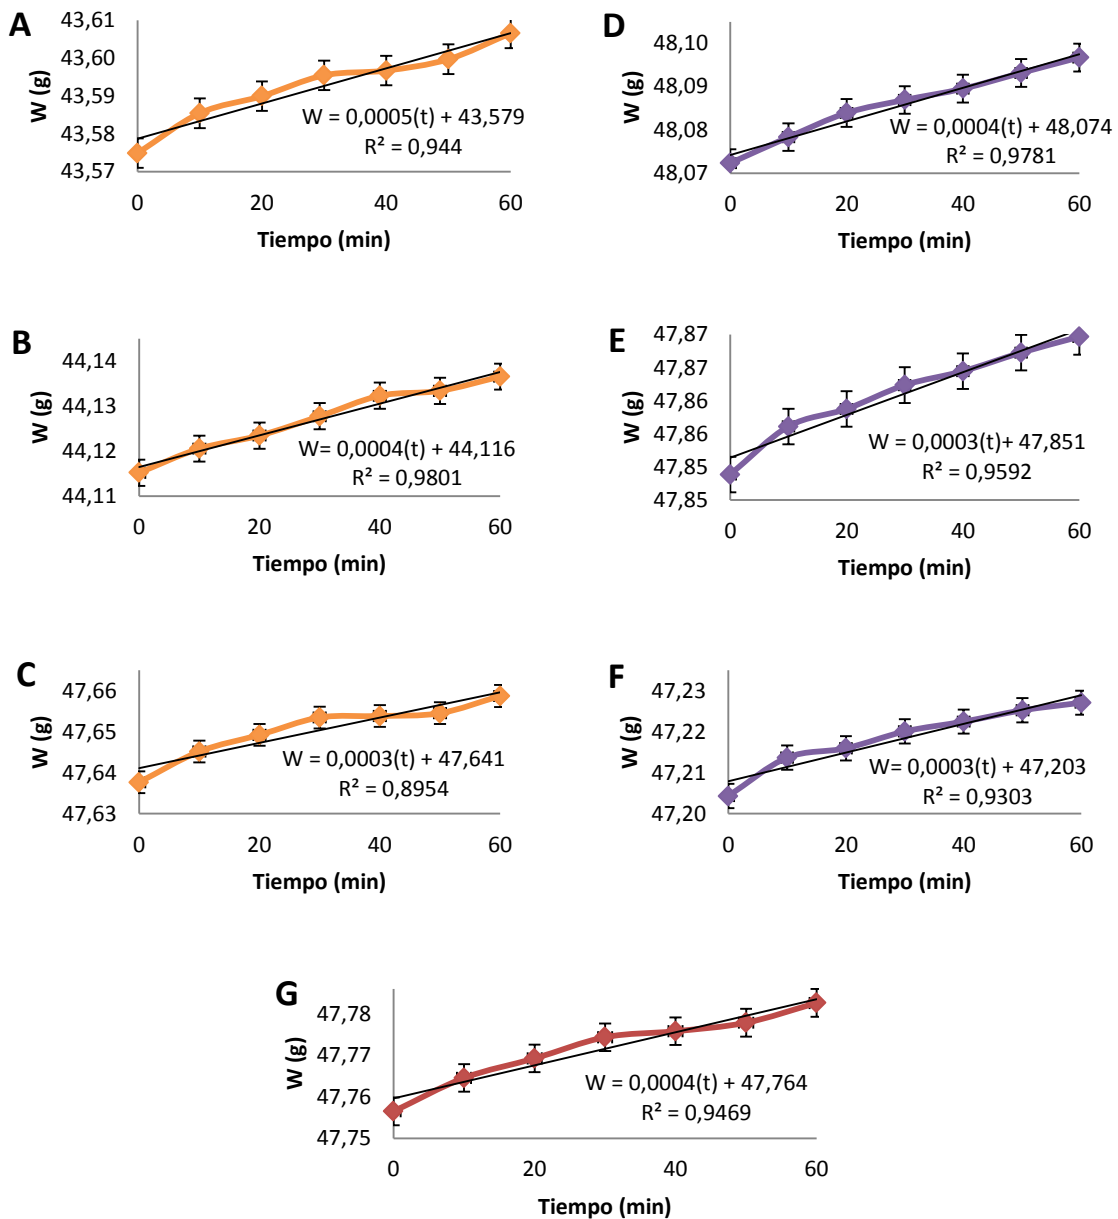 A
W (g)
43,61
43,60
43,59
43,58
43,57
W = 0,0005(t) + 43,579
R² = 0,944
0
20
40
60
Tiempo (min)
D
W (g)
48,10
48,09
48,08
48,07
W = 0,0004(t) + 48,074
R² = 0,9781
0
20
40
60
Tiempo (min)
B
W (g)
44,14
44,13
44,12
44,11
W= 0,0004(t) + 44,116
R² = 0,9801
0
20
40
60
Tiempo (min)
E
W (g)
47,87
47,87
47,86
47,86
47,85
47,85
W = 0,0003(t)+ 47,851
R² = 0,9592
0
20
40
60
Tiempo (min)
C
W (g)
47,66
47,65
47,64
47,63
W = 0,0003(t) + 47,641
R² = 0,8954
0
20
40
60
Tiempo (min)
F
W (g)
47,23
47,22
47,21
47,20
W= 0,0003(t) + 47,203
R² = 0,9303
0
20
40
60
Tiempo (min)
G
W (g)
47,78
47,77
47,76
47,75
W = 0,0004(t) + 47,764
R² = 0,9469
0
20
40
60
Tiempo (min)